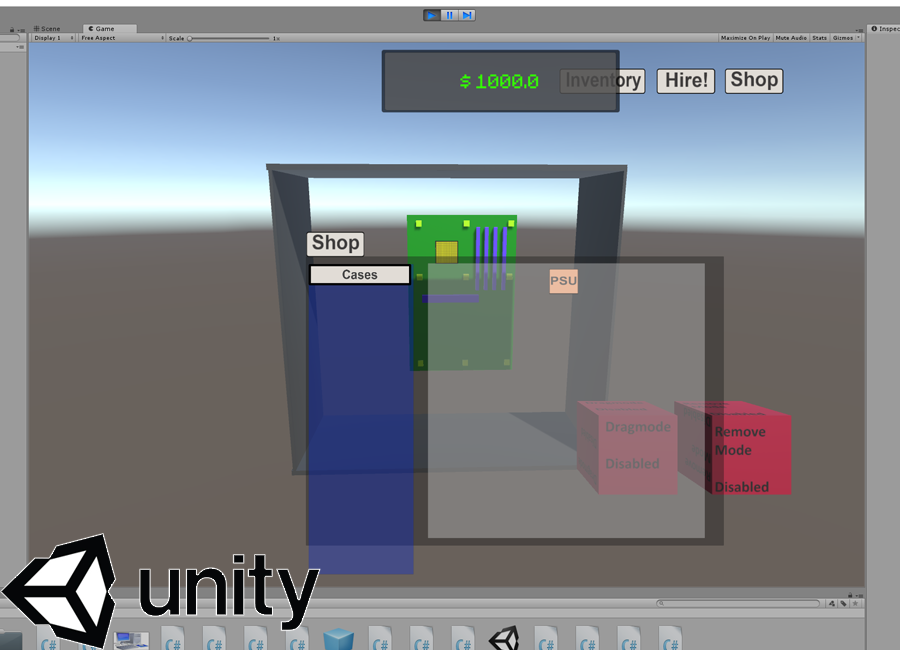 Scene
Game
Inspec
Display 1
Free Aspect
Scale
1x
Maximize On Play
Mute Audio
Stats
Gizmos
$ 1000.0
Inventory
Hire!
Shop
Shop
Cases
PSU
Dragmode
Disabled
Remove
Mode
Disabled
unity
C#
C#
C#
C#
C#
C#
C#
C#
C#
C#
C#
C#
C#